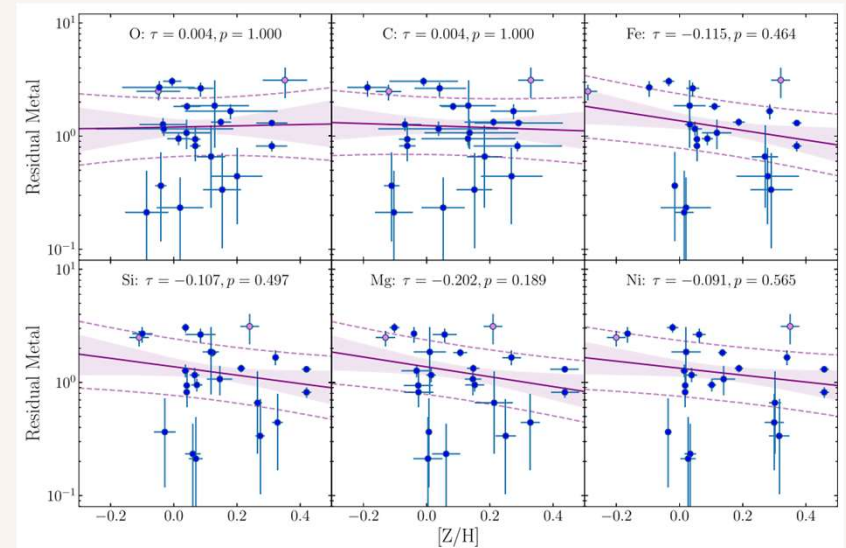 10¹
10⁰
10⁻¹
Residual Metal
O: τ = 0.004, p = 1.000
C: τ = 0.004, p = 1.000
Fe: τ = −0.115, p = 0.464
10¹
10⁰
10⁻¹
Residual Metal
Si: τ = −0.107, p = 0.497
Mg: τ = −0.202, p = 0.189
Ni: τ = −0.091, p = 0.565
−0.2 0.0 0.2 0.4
−0.2 0.0 0.2 0.4
−0.2 0.0 0.2 0.4
[Z/H]